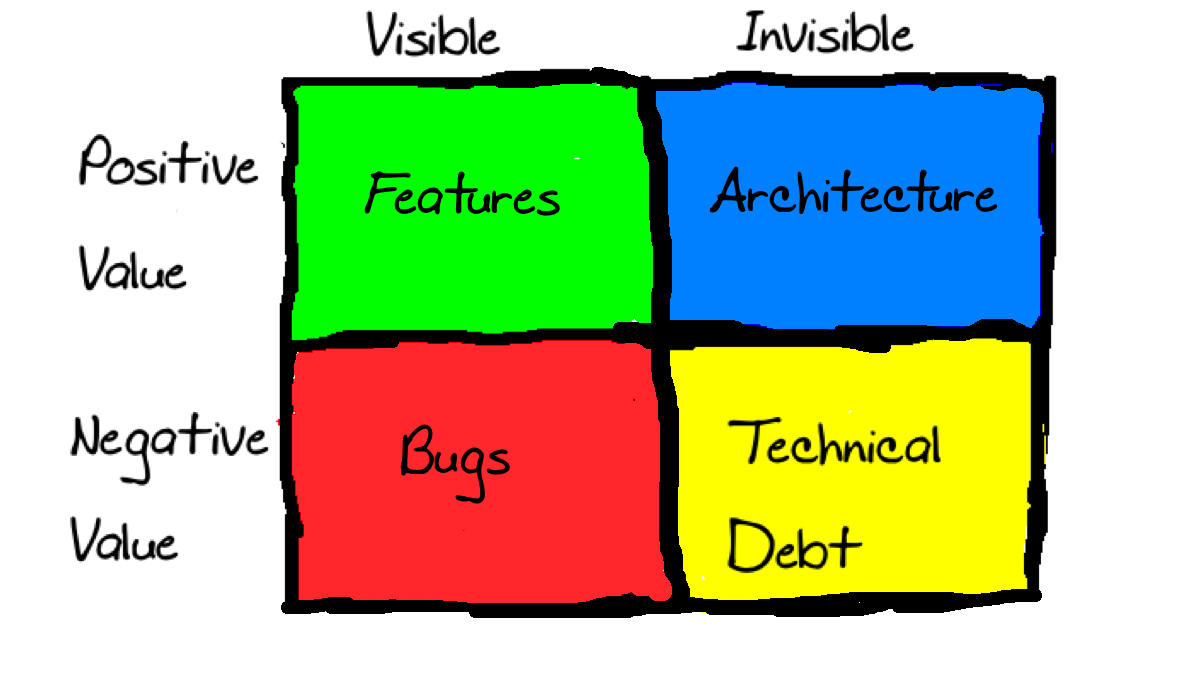 Visible Invisible
Positive
Value
Features Architecture
Negative
Value
Bugs
Technical
Debt